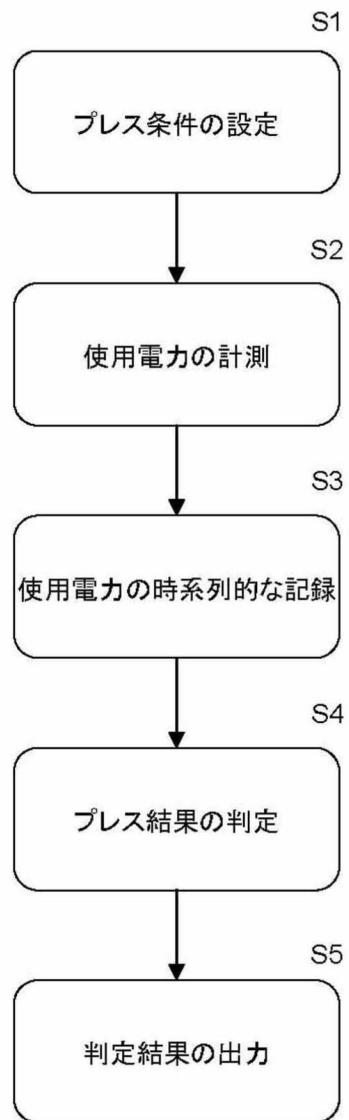 S1
プレス条件の設定
S2
使用電力の計測
S3
使用電力の時系列的な記録
S4
プレス結果の判定
S5
判定結果の出力